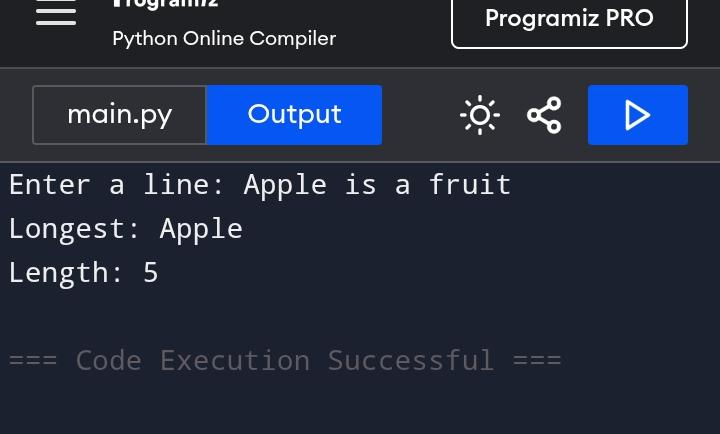 Programiz
Python Online Compiler
Programiz PRO
main.py
Output
Enter a line: Apple is a fruit
Longest: Apple
Length: 5
=== Code Execution Successful ===